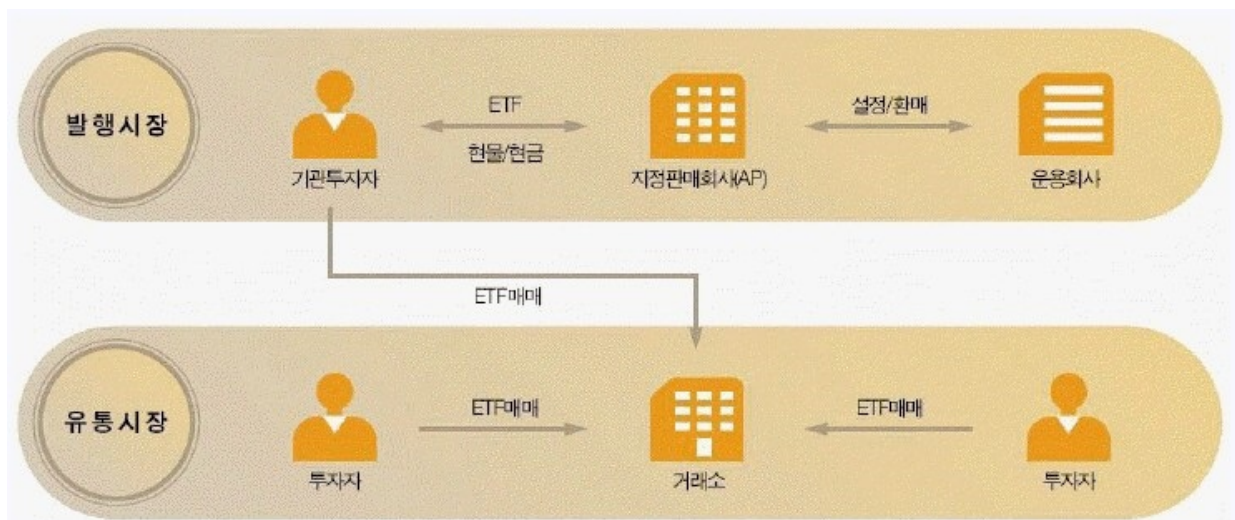 발행시장
ETF
현물/현금
설정/환매
기관투자자
지정판매회사(AP)
운용회사
ETF매매
유통시장
ETF매매
ETF매매
투자자
거래소
투자자